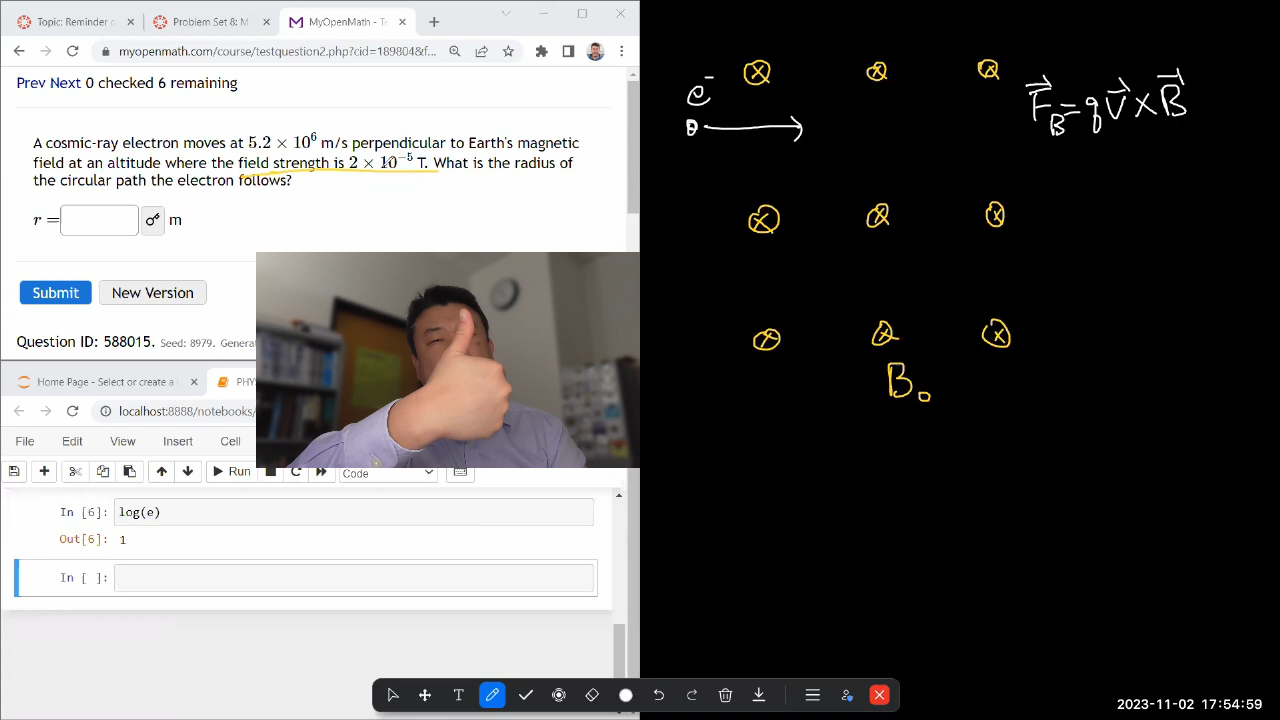 Topic: Reminder o
Problem Set 8: M
MyOpenMath - Te
myopenmath.com/course/testquestion2.php?cid=189804&f...
Prev Next 0 checked 6 remaining
A cosmic-ray electron moves at 5.2 × 10⁶ m/s perpendicular to Earth's magnetic
field at an altitude where the field strength is 2 × 10⁻⁵ T. What is the radius of
the circular path the electron follows?
r = m
Submit New Version
Question ID: 588015. Seed: 8979. Generat
Home Page - Select or create a
PHY
localhost:8888/notebooks/
File Edit View Insert Cell
Run Code
In [6]: log(e)
Out[6]: 1
In [ ]:
e⁻
F⃗_B = qv⃗ × B⃗
B₀
T
2023-11-02 17:54:59